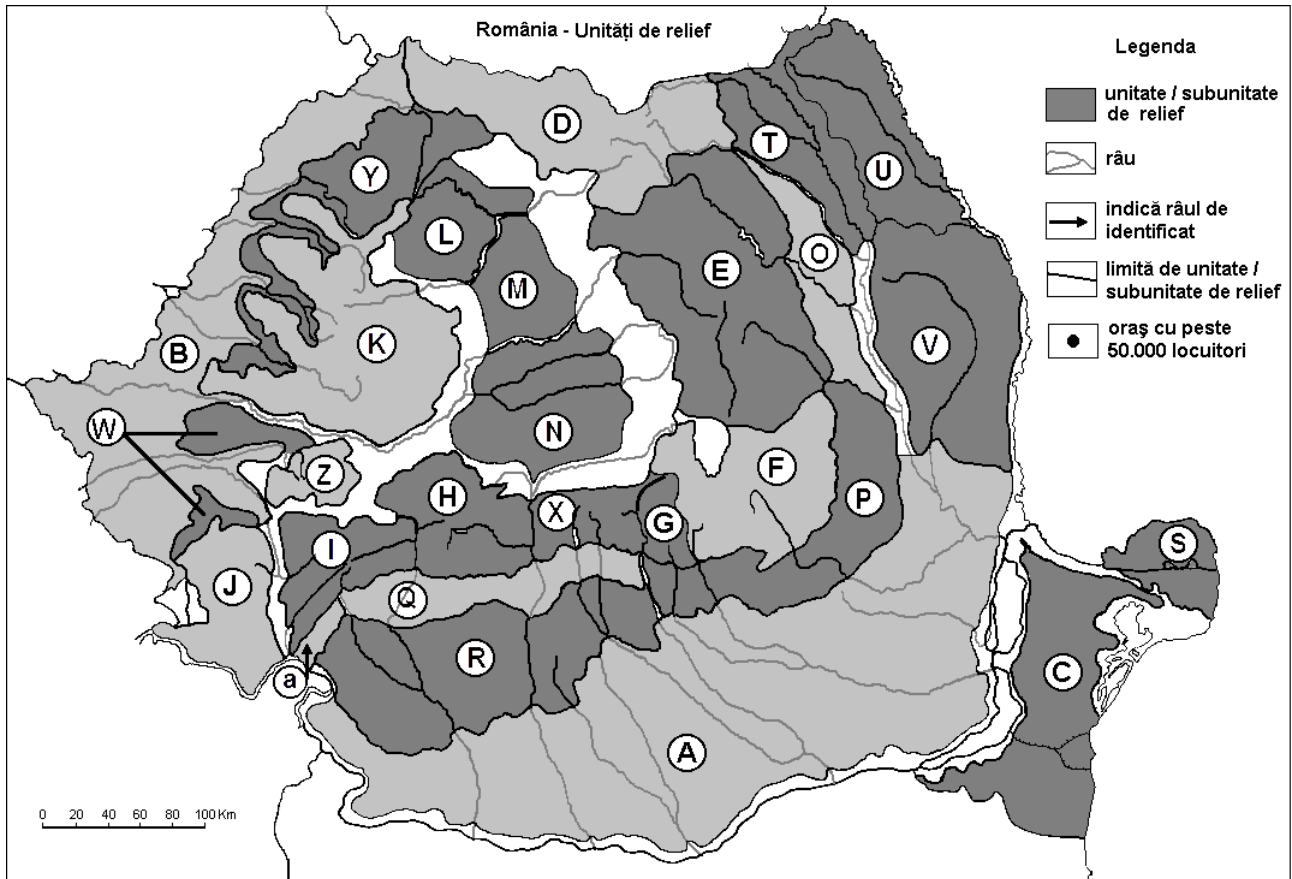 România - Unități de relief
Legenda
unitate / subunitate
de relief
râu
indică râul de
identificat
limită de unitate /
subunitate de relief
oraş cu peste
50.000 locuitori
D
T
Y
U
L
E
O
M
B
K
V
W
N
Z
F
H
X
G
P
I
S
J
Q
R
C
a
A
0 20 40 60 80 100 Km